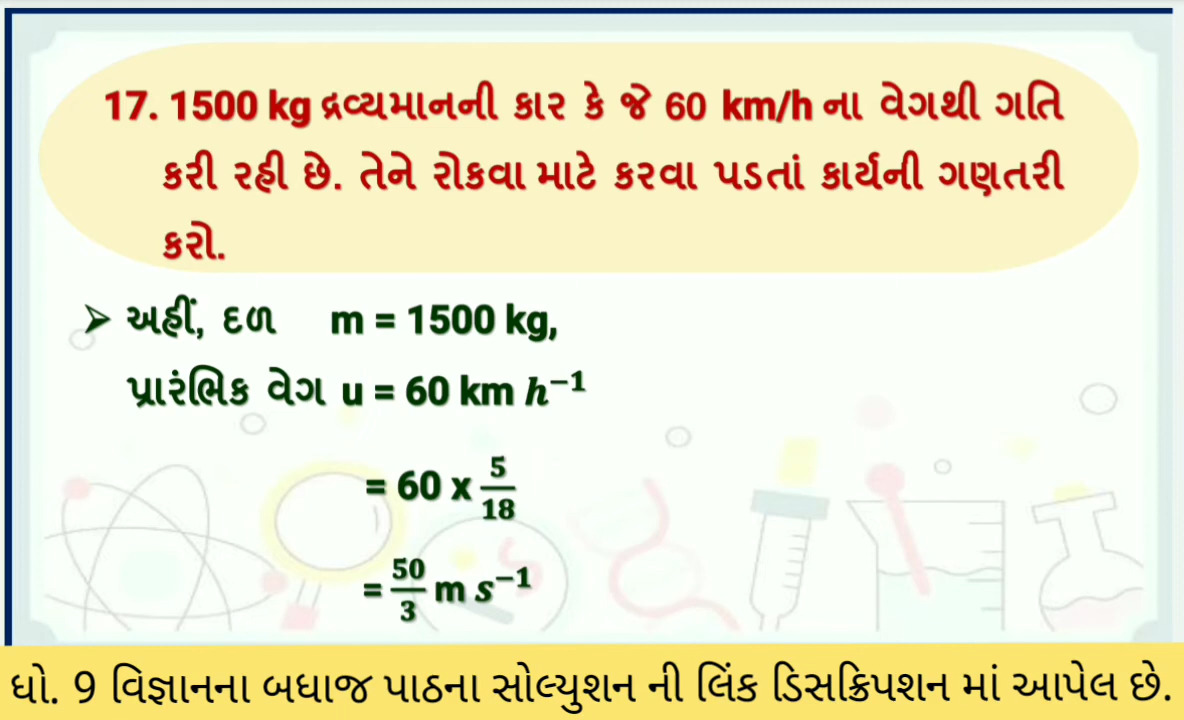 17. 1500 kg દ્રવ્યમાનની કાર કે જે 60 km/h ના વેગથી ગતિ
કરી રહી છે. તેને રોકવા માટે કરવા પડતાં કાર્યની ગણતરી
કરો.
➢ અહીં, દળ m = 1500 kg,
પ્રારંભિક વેગ u = 60 km h⁻¹
= 60 x 5/18
= 50/3 m s⁻¹
ધો. 9 વિજ્ઞાનના બધાજ પાઠના સોલ્યુશન ની લિંક ડિસક્રિપશન માં આપેલ છે.